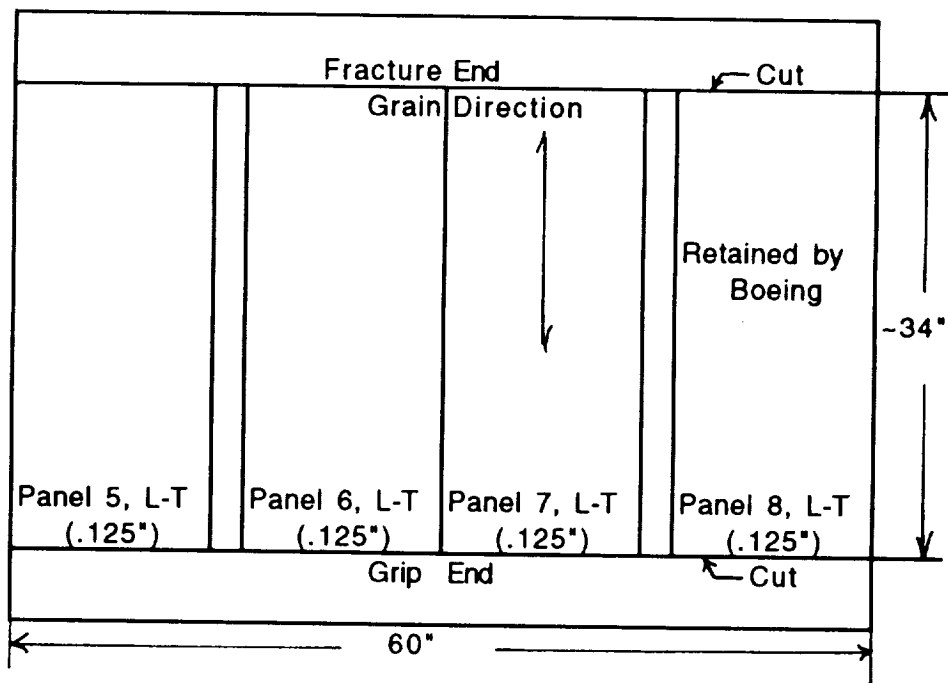 Fracture End
Cut
Grain Direction
Retained by
Boeing
~34"
Panel 5, L-T
(.125")
Panel 6, L-T
(.125")
Panel 7, L-T
(.125")
Panel 8, L-T
(.125")
Grip End
Cut
60"